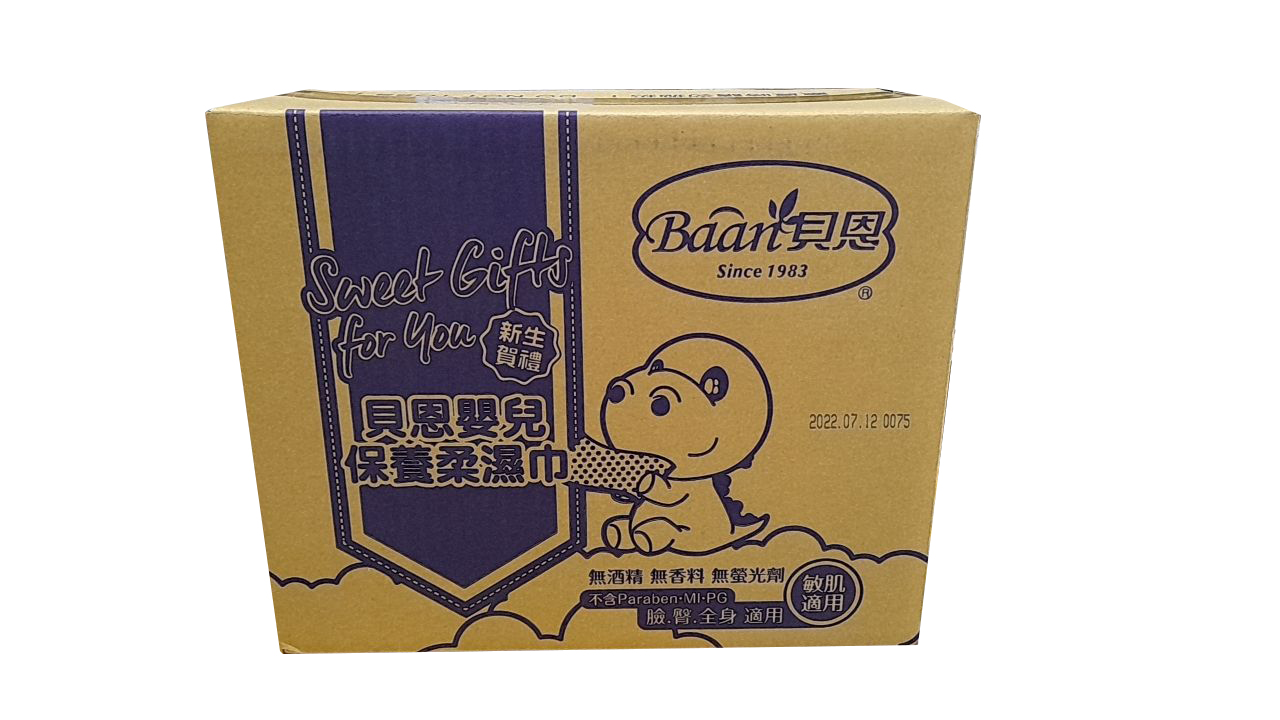 Baan貝恩
Since 1983
®
Sweet Gifts
for You
新生
賀禮
貝恩嬰兒
保養柔濕巾
2022.07.12 0075
無酒精 無香料 無螢光劑
不含Paraben·MI·PG
臉.臀.全身 適用
敏肌
適用